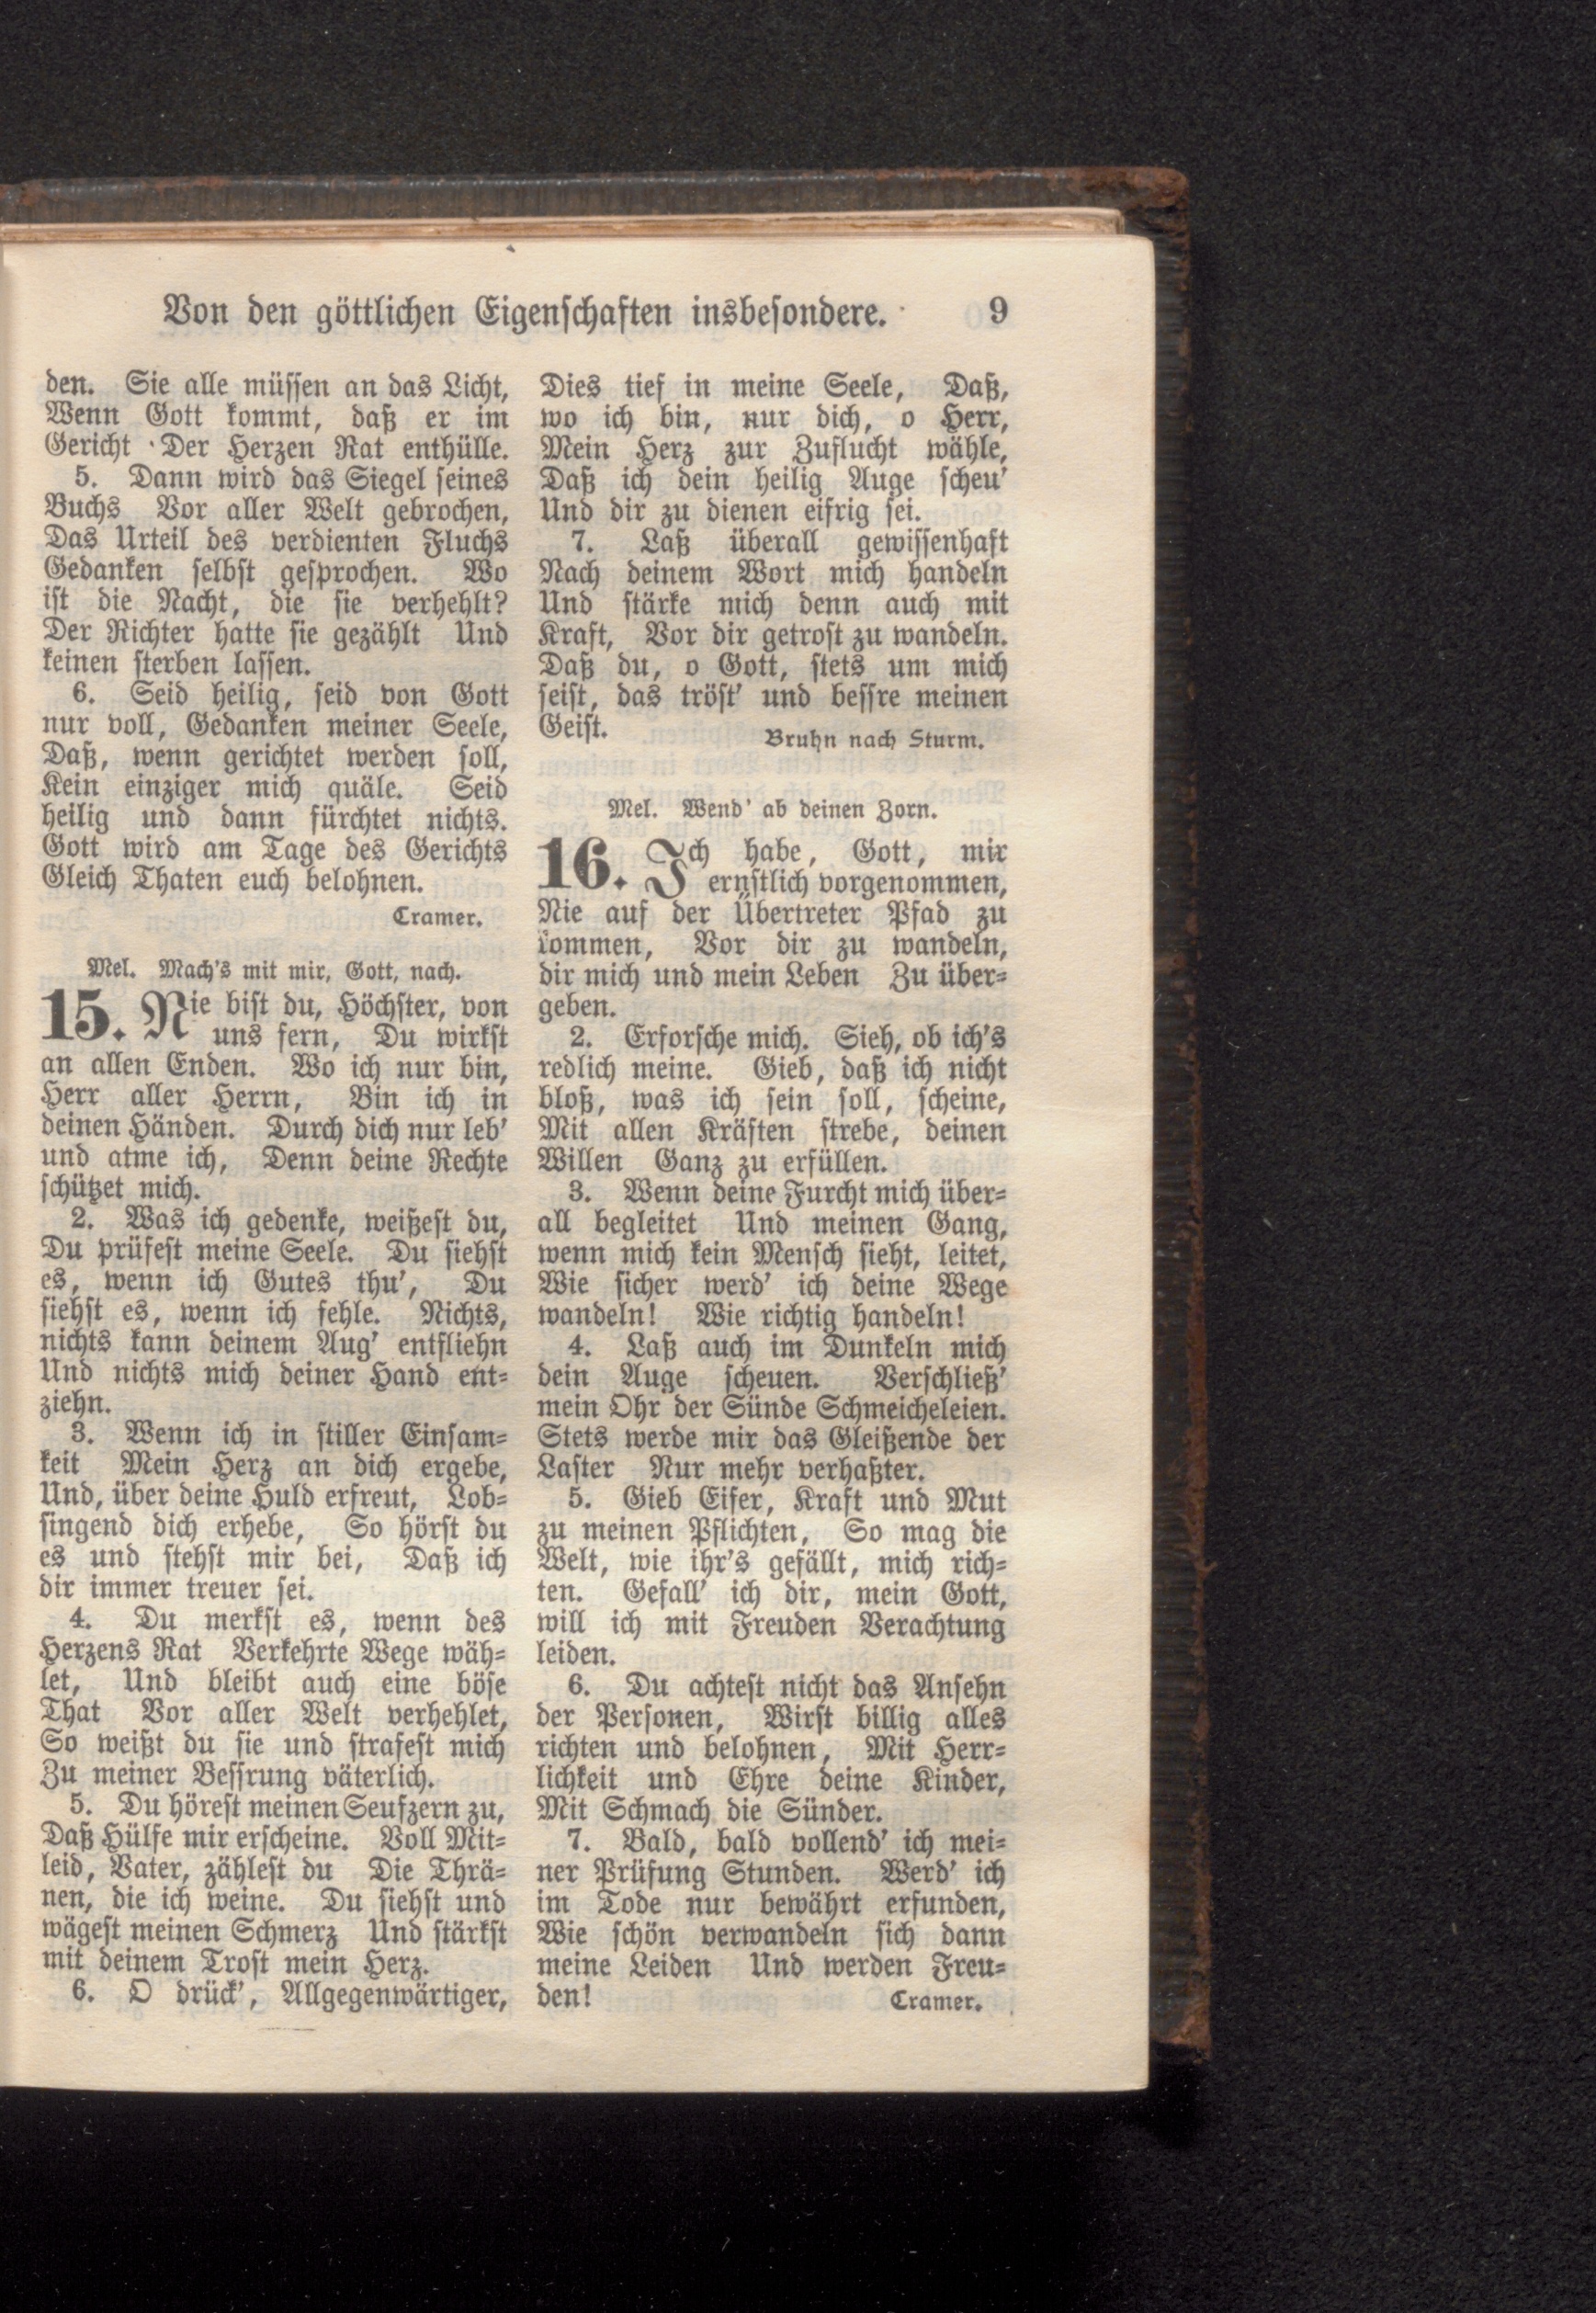 Von den göttlichen Eigenschaften insbesondere. 9
den. Sie alle müssen an das Licht,
Wenn Gott kommt, daß er im
Gericht Der Herzen Rat enthülle.
5. Dann wird das Siegel seines
Buchs Vor aller Welt gebrochen,
Das Urteil des verdienten Fluchs
Gedanken selbst gesprochen. Wo
ist die Nacht, die sie verhehlt?
Der Richter hatte sie gezählt Und
keinen sterben lassen.
6. Seid heilig, seid von Gott
nur voll, Gedanken meiner Seele,
Daß, wenn gerichtet werden soll,
Kein einziger mich quäle. Seid
heilig und dann fürchtet nichts.
Gott wird am Tage des Gerichts
Gleich Thaten euch belohnen.
Cramer.
Mel. Mach's mit mir, Gott, nach.
15. Nie bist du, Höchster, von
uns fern, Du wirkst
an allen Enden. Wo ich nur bin,
Herr aller Herrn, Bin ich in
deinen Händen. Durch dich nur leb'
und atme ich, Denn deine Rechte
schützet mich.
2. Was ich gedenke, weißest du,
Du prüfest meine Seele. Du siehst
es, wenn ich Gutes thu', Du
siehst es, wenn ich fehle. Nichts,
nichts kann deinem Aug' entfliehn
Und nichts mich deiner Hand ent-
ziehn.
3. Wenn ich in stiller Einsam-
keit Mein Herz an dich ergebe,
Und, über deine Huld erfreut, Lob-
singend dich erhebe, So hörst du
es und stehst mir bei, Daß ich
dir immer treuer sei.
4. Du merkst es, wenn des
Herzens Rat Verkehrte Wege wäh-
let, Und bleibt auch eine böse
That Vor aller Welt verhehlet,
So weißt du sie und strafest mich
Zu meiner Bessrung väterlich.
5. Du hörest meinen Seufzern zu,
Daß Hülfe mir erscheine. Voll Mit-
leid, Vater, zählest du Die Thrä-
nen, die ich weine. Du siehst und
wägest meinen Schmerz Und stärkst
mit deinem Trost mein Herz.
6. O drück', Allgegenwärtiger,
Dies tief in meine Seele, Daß,
wo ich bin, nur dich, o Herr,
Mein Herz zur Zuflucht wähle,
Daß ich dein heilig Auge scheu'
Und dir zu dienen eifrig sei.
7. Laß überall gewissenhaft
Nach deinem Wort mich handeln
Und stärke mich denn auch mit
Kraft, Vor dir getrost zu wandeln.
Daß du, o Gott, stets um mich
seist, das tröst' und bessre meinen
Geist.
Bruhn nach Sturm.
Mel. Wend' ab deinen Zorn.
16. Ich habe, Gott, mir
ernstlich vorgenommen,
Nie auf der Übertreter Pfad zu
kommen, Vor dir zu wandeln,
dir mich und mein Leben Zu über-
geben.
2. Erforsche mich. Sieh, ob ich's
redlich meine. Gieb, daß ich nicht
bloß, was ich sein soll, scheine,
Mit allen Kräften strebe, deinen
Willen Ganz zu erfüllen.
3. Wenn deine Furcht mich über-
all begleitet Und meinen Gang,
wenn mich kein Mensch sieht, leitet,
Wie sicher werd' ich deine Wege
wandeln! Wie richtig handeln!
4. Laß auch im Dunkeln mich
dein Auge scheuen. Verschließ'
mein Ohr der Sünde Schmeicheleien.
Stets werde mir das Gleißende der
Laster Nur mehr verhaßter.
5. Gieb Eifer, Kraft und Mut
zu meinen Pflichten, So mag die
Welt, wie ihr's gefällt, mich rich-
ten. Gefall' ich dir, mein Gott,
will ich mit Freuden Verachtung
leiden.
6. Du achtest nicht das Ansehn
der Personen, Wirst billig alles
richten und belohnen, Mit Herr-
lichkeit und Ehre deine Kinder,
Mit Schmach die Sünder.
7. Bald, bald vollend' ich mei-
ner Prüfung Stunden. Werd' ich
im Tode nur bewährt erfunden,
Wie schön verwandeln sich dann
meine Leiden Und werden Freu-
den!
Cramer.